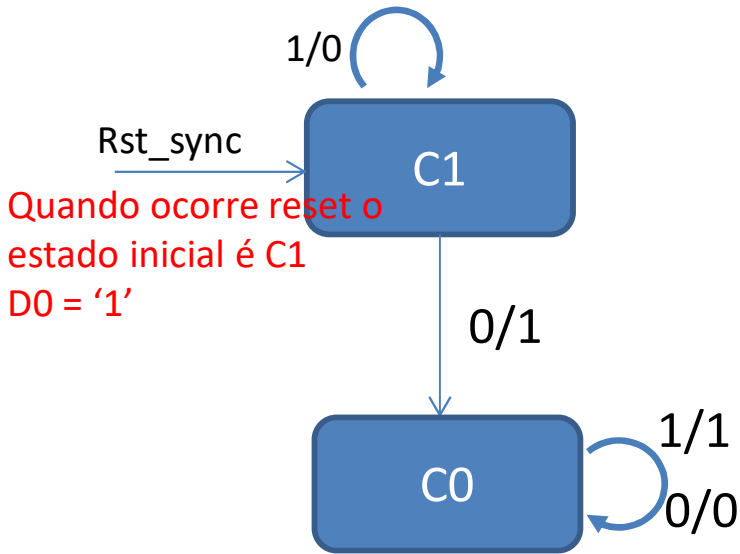 1/0
Rst_sync
C1
Quando ocorre reset o
estado inicial é C1
D0 = ‘1’
0/1
1/1
C0
0/0